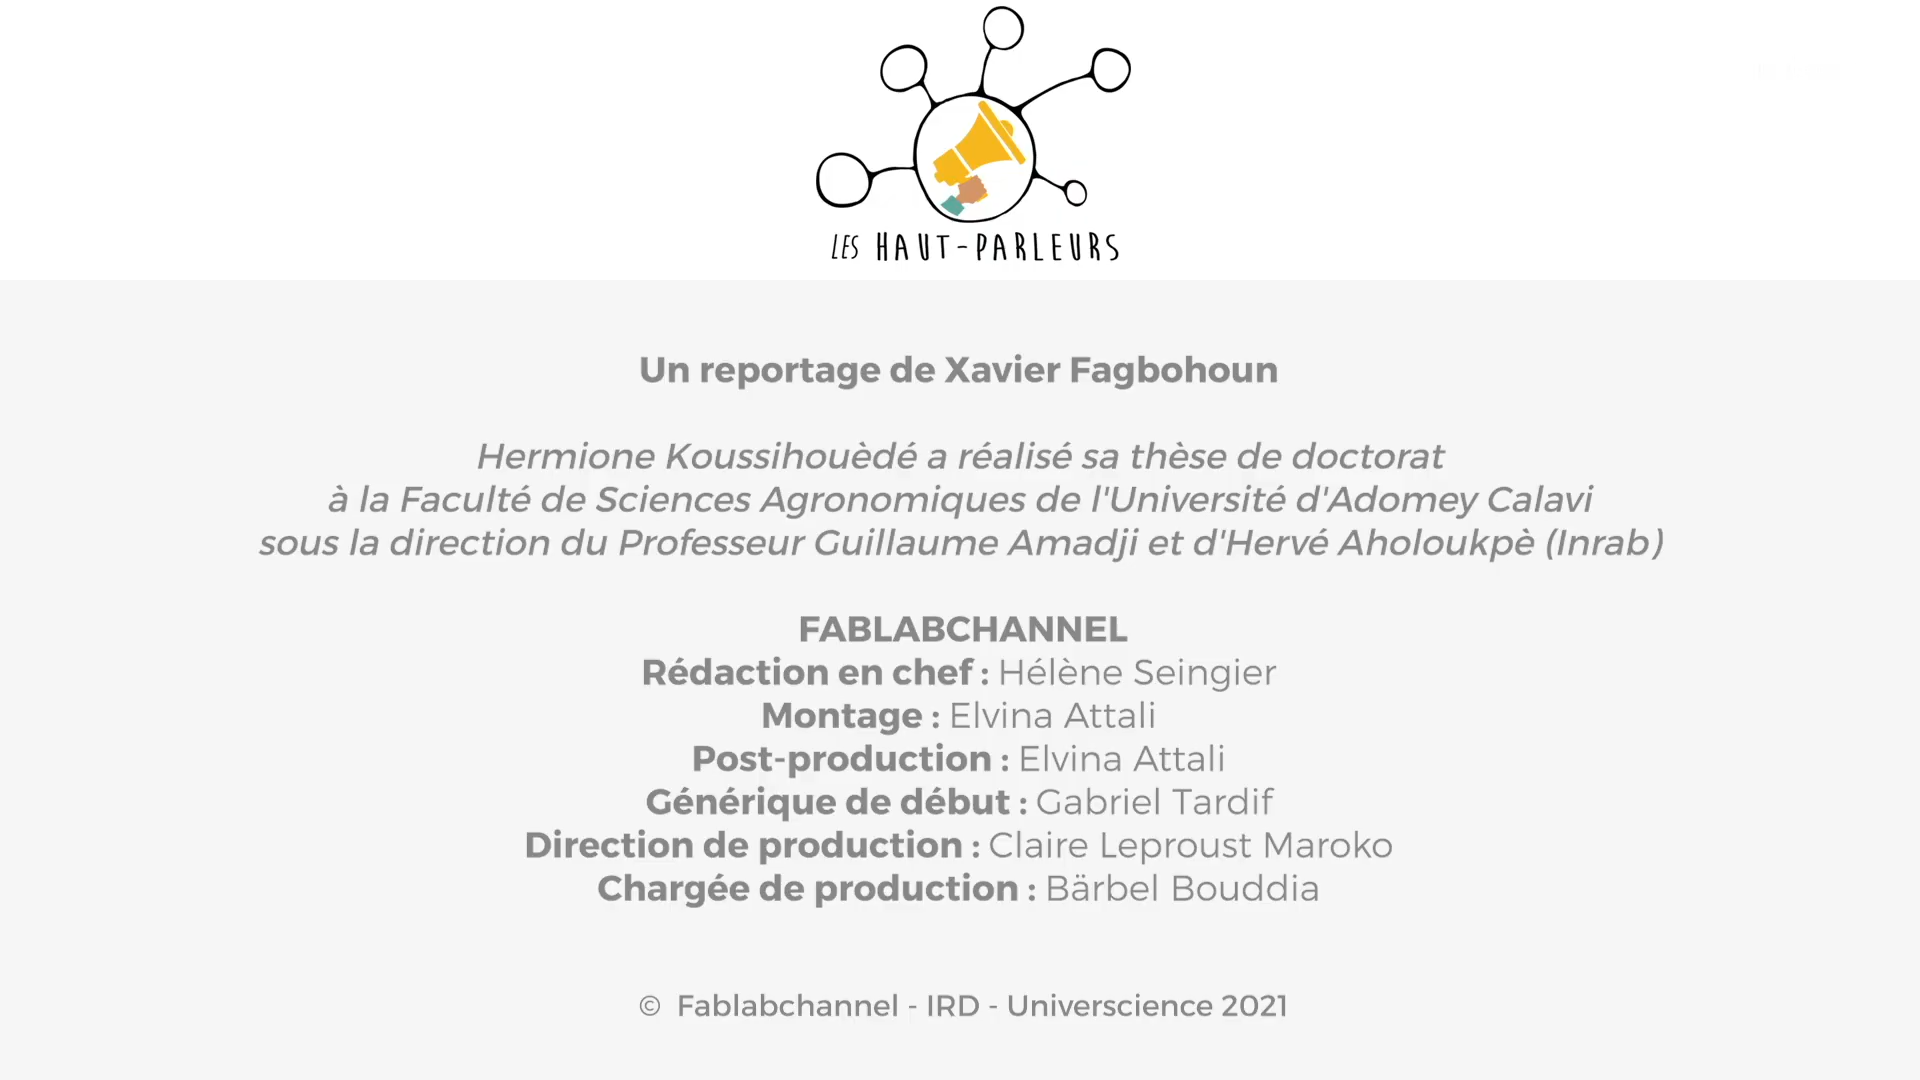 LES HAUT-PARLEURS
Un reportage de Xavier Fagbohoun
Hermione Koussihouèdé a réalisé sa thèse de doctorat
à la Faculté de Sciences Agronomiques de l'Université d'Adomey Calavi
sous la direction du Professeur Guillaume Amadji et d'Hervé Aholoukpè (Inrab)
FABLABCHANNEL
Rédaction en chef : Hélène Seingier
Montage : Elvina Attali
Post-production : Elvina Attali
Générique de début : Gabriel Tardif
Direction de production : Claire Leproust Maroko
Chargée de production : Bärbel Bouddia
© Fablabchannel - IRD - Universcience 2021